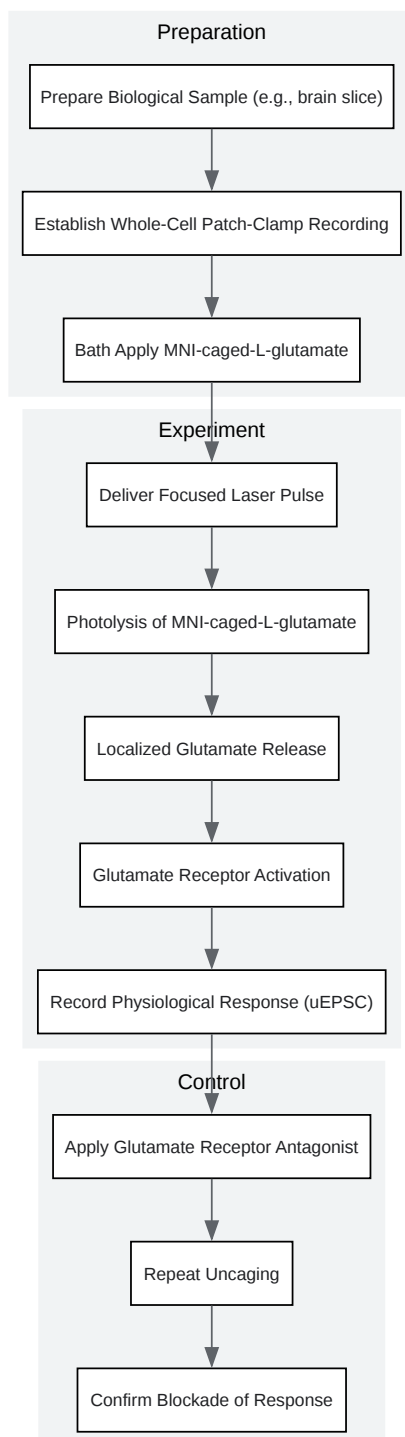 Preparation
Prepare Biological Sample (e.g., brain slice)
Establish Whole-Cell Patch-Clamp Recording
Bath Apply MNI-caged-L-glutamate
Experiment
Deliver Focused Laser Pulse
Photolysis of MNI-caged-L-glutamate
Localized Glutamate Release
Glutamate Receptor Activation
Record Physiological Response (uEPSC)
Control
Apply Glutamate Receptor Antagonist
Repeat Uncaging
Confirm Blockade of Response